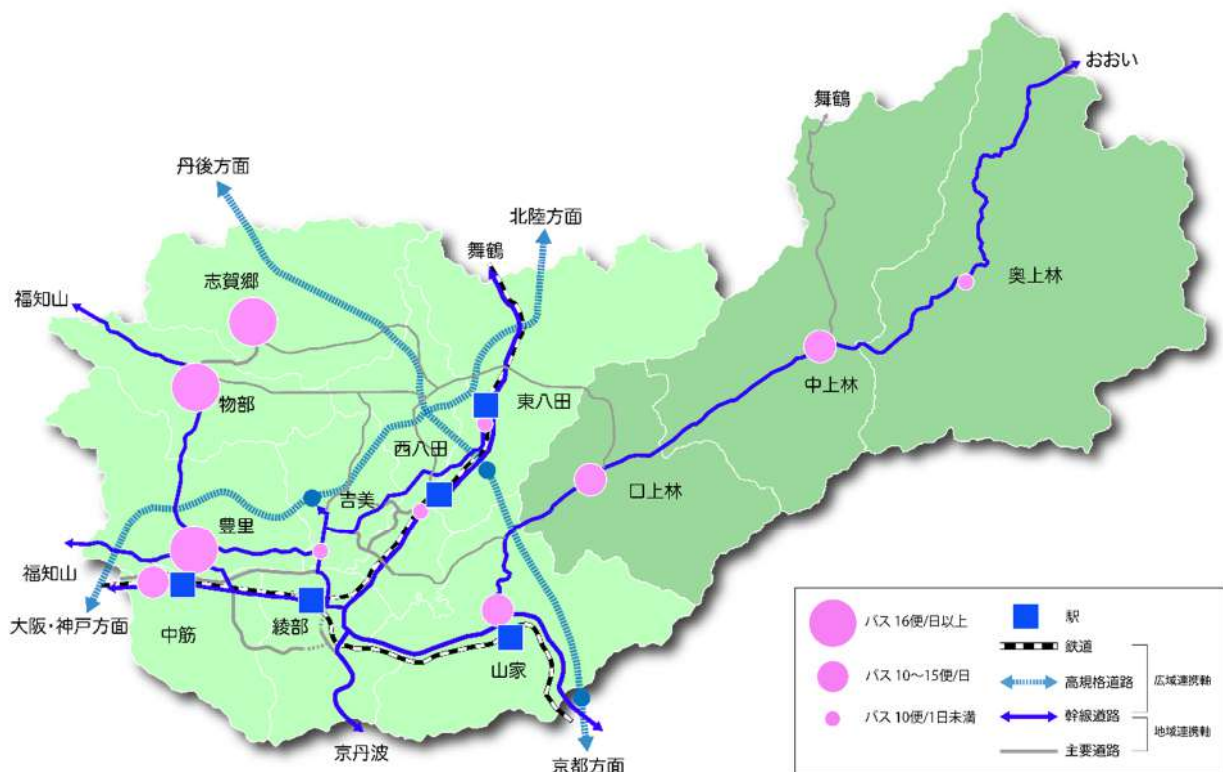 おおい
舞鶴
丹後方面
北陸方面
舞鶴
志賀郷
奥上林
福知山
中上林
物部
東八田
西八田
口上林
吉美
豊里
福知山
大阪・神戸方面
中筋
綾部
山家
京丹波
京都方面
バス 16便/日以上
バス 10～15便/日
バス 10便/1日未満
駅
鉄道
高規格道路
幹線道路
主要道路
広域連携軸
地域連携軸